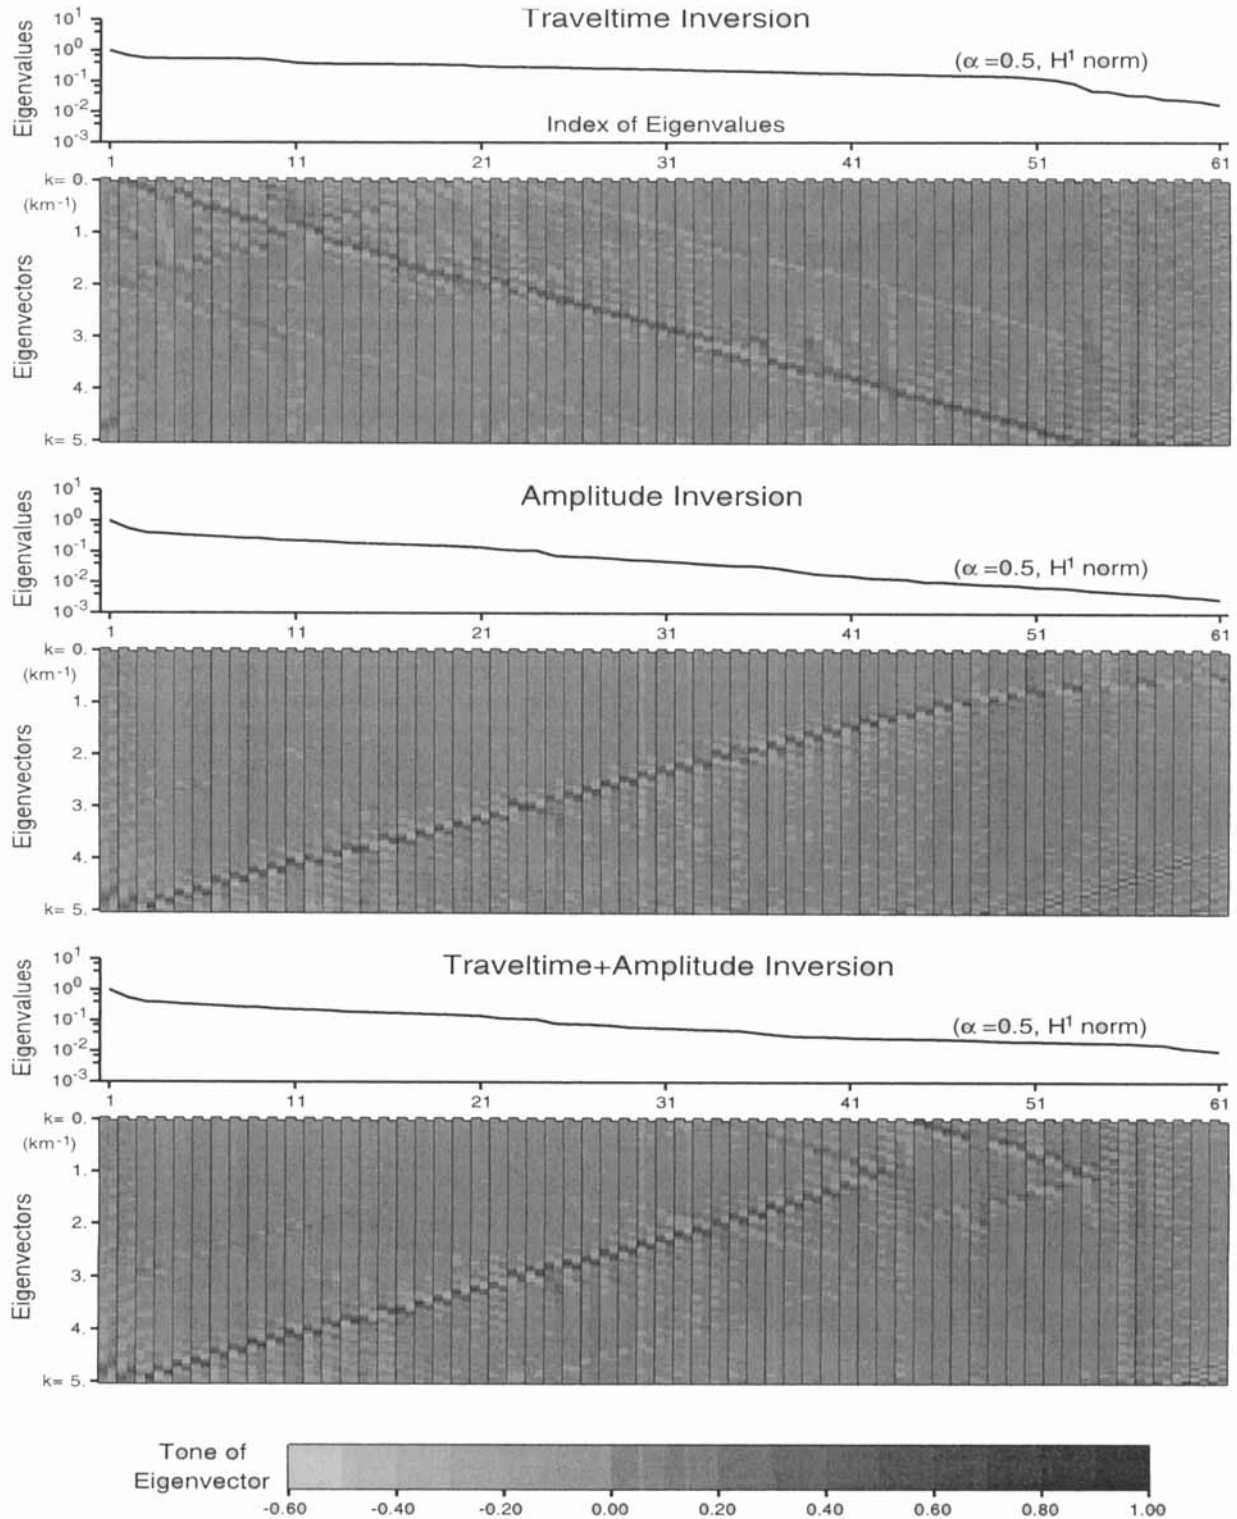 Traveltime Inversion
Eigenvalues
10¹
10⁰
10⁻¹
10⁻²
10⁻³
(α =0.5, H¹ norm)
Index of Eigenvalues
1 11 21 31 41 51 61
Eigenvectors
k= 0.
(km⁻¹)
1.
2.
3.
4.
k= 5.
Amplitude Inversion
Eigenvalues
10¹
10⁰
10⁻¹
10⁻²
10⁻³
(α =0.5, H¹ norm)
1 11 21 31 41 51 61
Eigenvectors
k= 0.
(km⁻¹)
1.
2.
3.
4.
k= 5.
Traveltime+Amplitude Inversion
Eigenvalues
10¹
10⁰
10⁻¹
10⁻²
10⁻³
(α =0.5, H¹ norm)
1 11 21 31 41 51 61
Eigenvectors
k= 0.
(km⁻¹)
1.
2.
3.
4.
k= 5.
Tone of
Eigenvector
-0.60 -0.40 -0.20 0.00 0.20 0.40 0.60 0.80 1.00